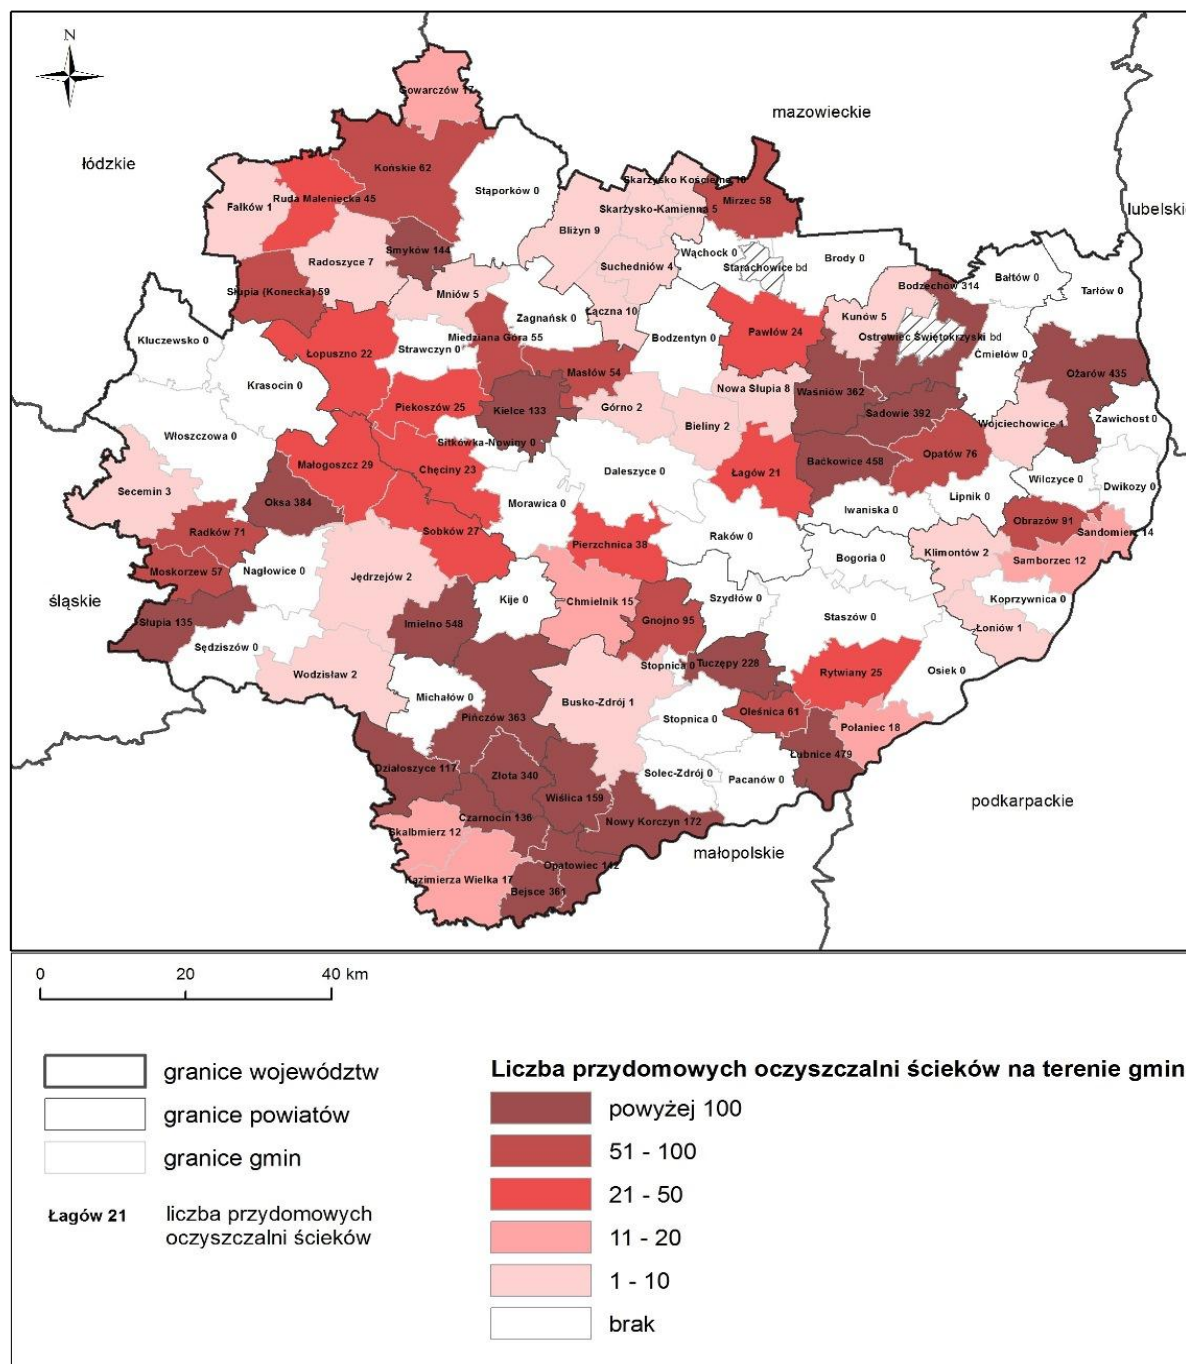 N
mazowieckie
łódzkie
lubelski
Gowarczów 17
Końskie 62
Stąporków 0
Skarżysko Kościelne 10
Mirzec 58
Ruda Maleniecka 45
Fałków 1
Skarżysko-Kamienna 5
Bliżyn 9
Smyków 144
Wąchock 0
Brody 0
Radoszyce 7
Suchedniów 4
Starachowice bd
Bałtów 0
Słupia (Konecka) 59
Mniów 5
Bodzechów 314
Tarłów 0
Łączna 10
Zagnańsk 0
Kunów 5
Kluczewsko 0
Miedziana Góra 55
Bodzentyn 0
Pawłów 24
Ostrowiec Świętokrzyski bd
Łopuszno 22
Strawczyn 0
Ćmielów 0
Masłów 54
Ożarów 435
Krasocin 0
Nowa Słupia 8
Waśniów 362
Piekoszów 25
Kielce 133
Górno 2
Sadowie 392
Zawichost 0
Bieliny 2
Wojciechowice 1
Włoszczowa 0
Sitkówka-Nowiny 0
Opatów 76
Małogoszcz 29
Chęciny 23
Daleszyce 0
Łagów 21
Baćkowice 458
Wilczyce 0
Dwikozy 0
Secemin 3
Oksa 384
Morawica 0
Lipnik 0
Iwaniska 0
Obrazów 91
Radków 71
Sobków 27
Pierzchnica 38
Raków 0
Sandomierz 14
Klimontów 2
Bogoria 0
Samborzec 12
Moskorzew 57
Nagłowice 0
Jędrzejów 2
śląskie
Kije 0
Chmielnik 15
Szydłów 0
Koprzywnica 0
Słupia 135
Imielno 548
Gnojno 95
Staszów 0
Łoniów 1
Sędziszów 0
Stopnica 0
Tuczępy 228
Wodzisław 2
Rytwiany 25
Osiek 0
Michałów 0
Busko-Zdrój 1
Pińczów 363
Stopnica 0
Oleśnica 61
Połaniec 18
Łubnice 479
Działoszyce 117
Złota 340
Solec-Zdrój 0
Pacanów 0
Wiślica 159
podkarpackie
Czarnocin 136
Nowy Korczyn 172
Skalbmierz 12
małopolskie
Opatowiec 142
Kazimierza Wielka 17
Bejsce 361
0 20 40 km
granice województw
granice powiatów
granice gmin
Łagów 21
liczba przydomowych
oczyszczalni ścieków
Liczba przydomowych oczyszczalni ścieków na terenie gmin
powyżej 100
51 - 100
21 - 50
11 - 20
1 - 10
brak